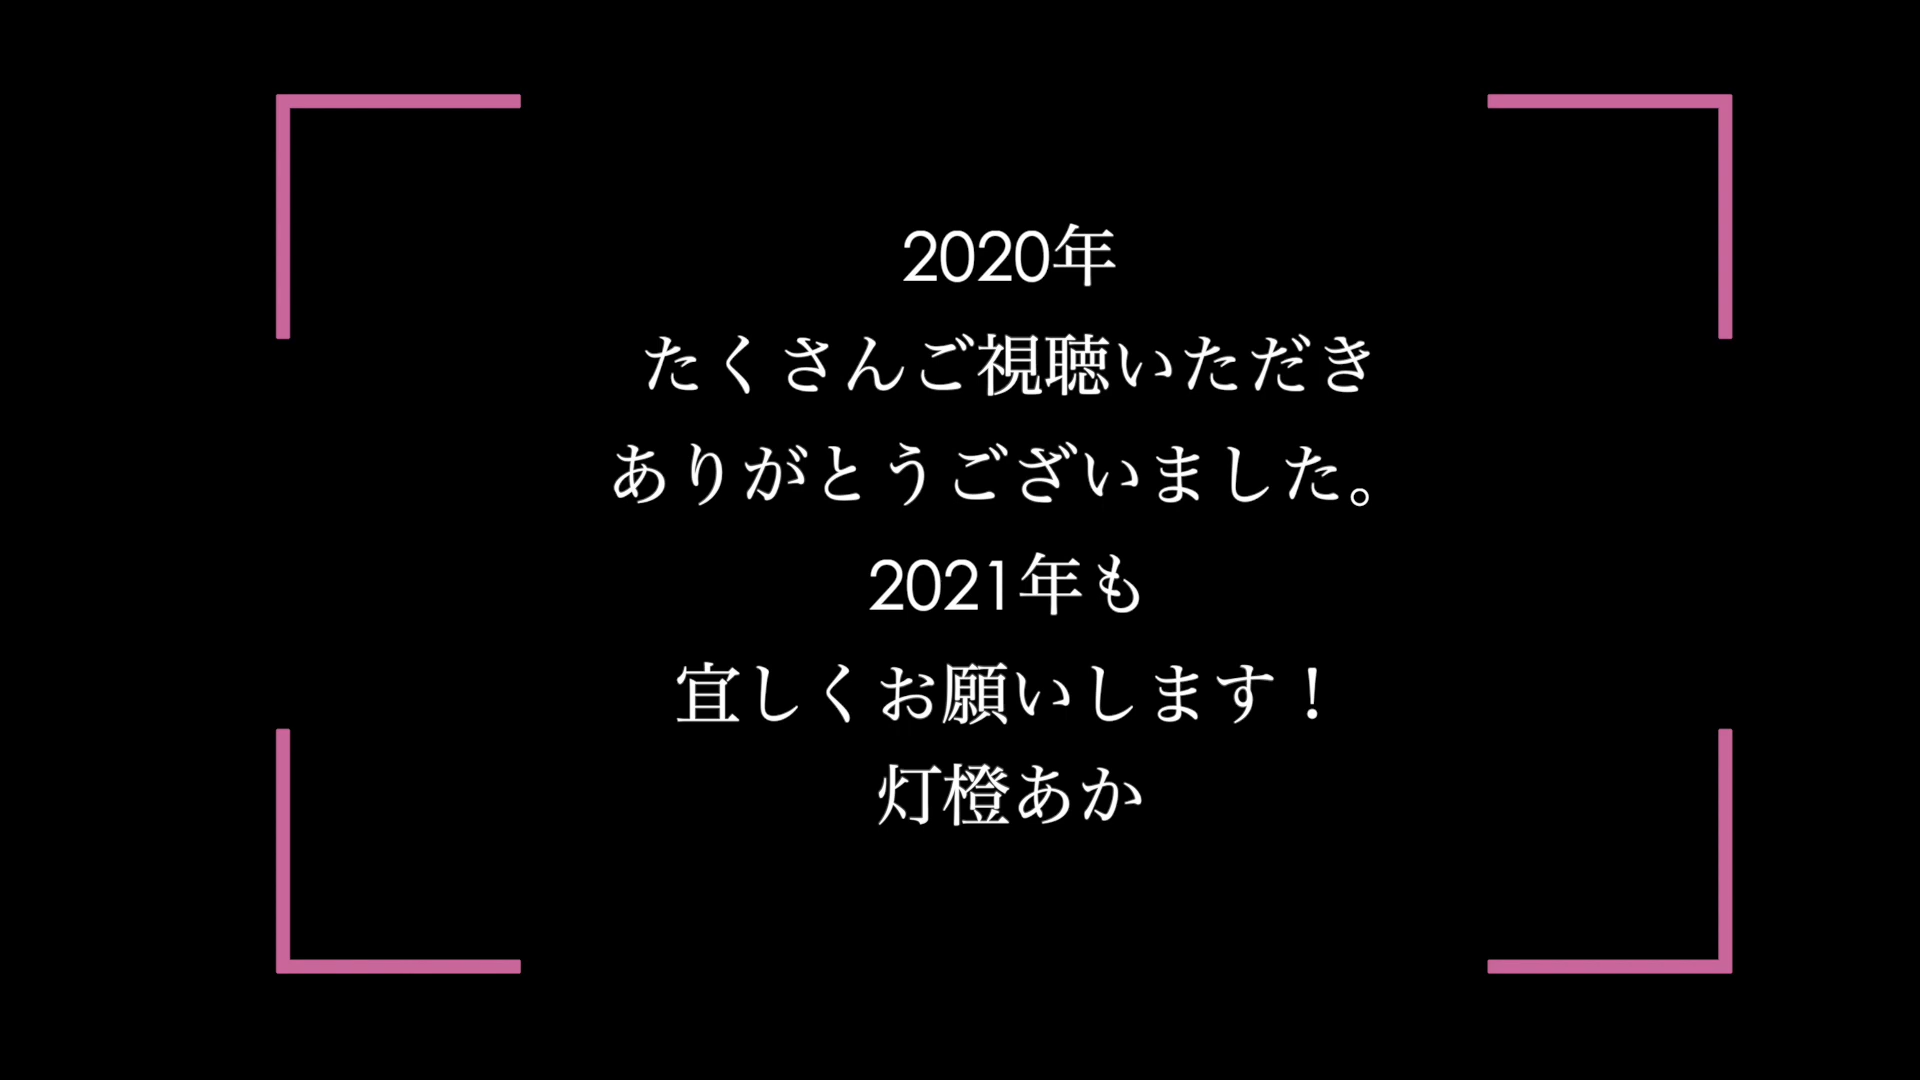 2020年
たくさんご視聴いただき
ありがとうございました。
2021年も
宜しくお願いします！
灯橙あか